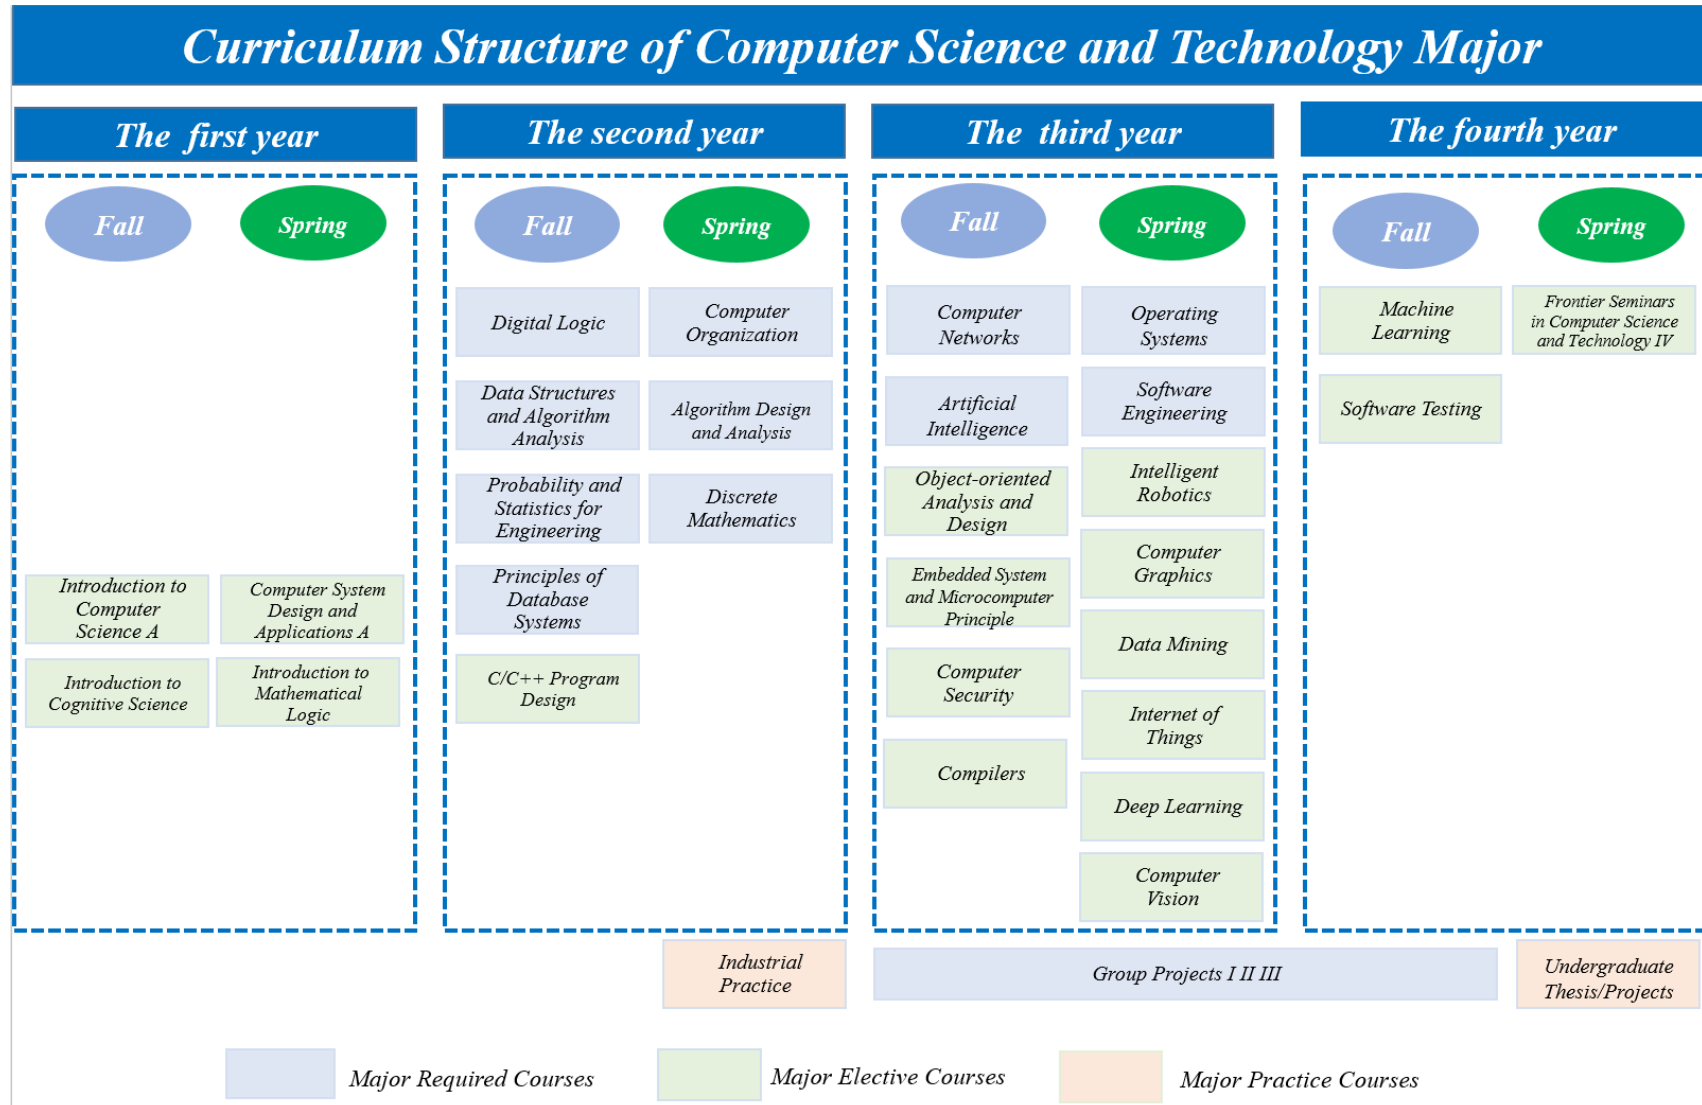 Curriculum Structure of Computer Science and Technology Major
The first year
Fall
Spring
Introduction to
Computer
Science A
Introduction to
Cognitive Science
Computer System
Design and
Applications A
Introduction to
Mathematical
Logic
The second year
Fall
Spring
Digital Logic
Data Structures
and Algorithm
Analysis
Probability and
Statistics for
Engineering
Principles of
Database
Systems
C/C++ Program
Design
Computer
Organization
Algorithm Design
and Analysis
Discrete
Mathematics
The third year
Fall
Spring
Computer
Networks
Artificial
Intelligence
Object-oriented
Analysis and
Design
Embedded System
and Microcomputer
Principle
Computer
Security
Compilers
Operating
Systems
Software
Engineering
Intelligent
Robotics
Computer
Graphics
Data Mining
Internet of
Things
Deep Learning
Computer
Vision
The fourth year
Fall
Spring
Machine
Learning
Software Testing
Frontier Seminars
in Computer Science
and Technology IV
Industrial
Practice
Group Projects I II III
Undergraduate
Thesis/Projects
Major Required Courses
Major Elective Courses
Major Practice Courses